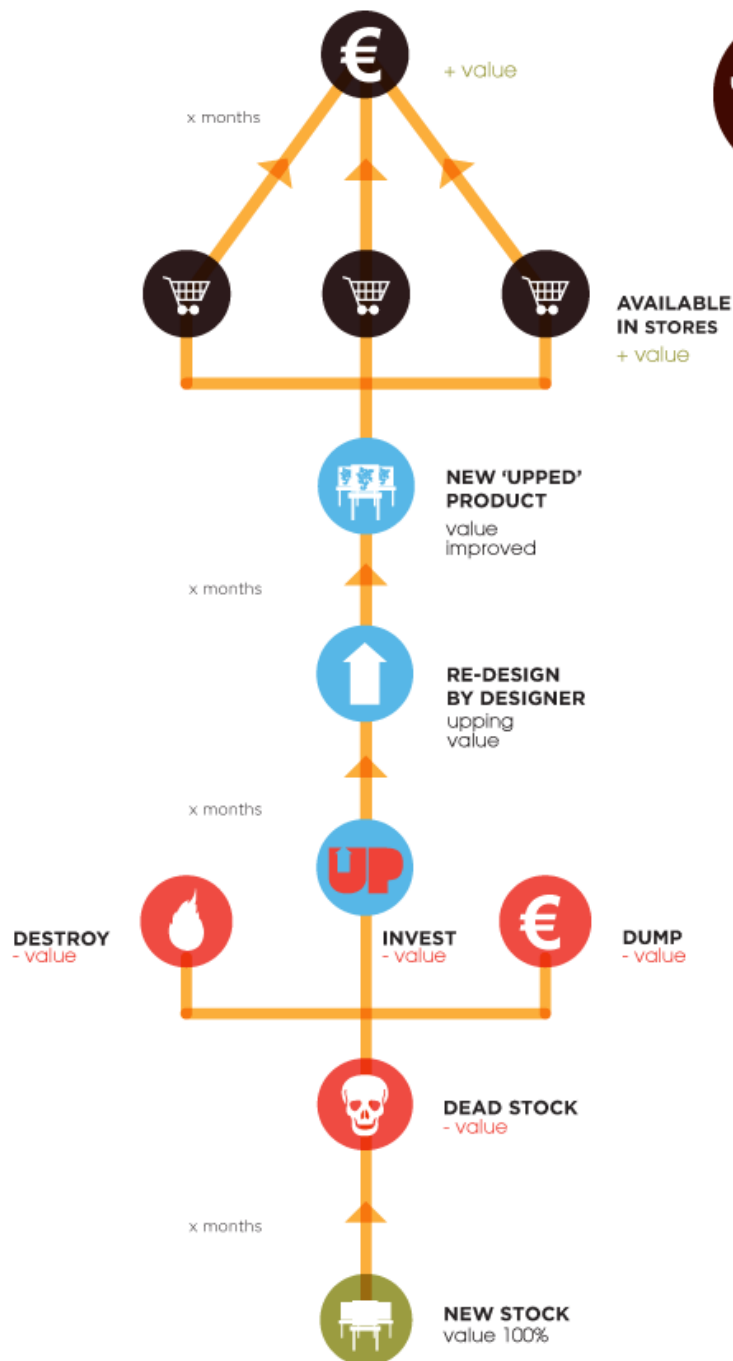 €
+ value
x months
AVAILABLE
IN STORES
+ value
NEW ‘UPPED’
PRODUCT
value
improved
x months
RE-DESIGN
BY DESIGNER
upping
value
x months
UP
€
DESTROY
- value
INVEST
- value
DUMP
- value
DEAD STOCK
- value
x months
NEW STOCK
value 100%